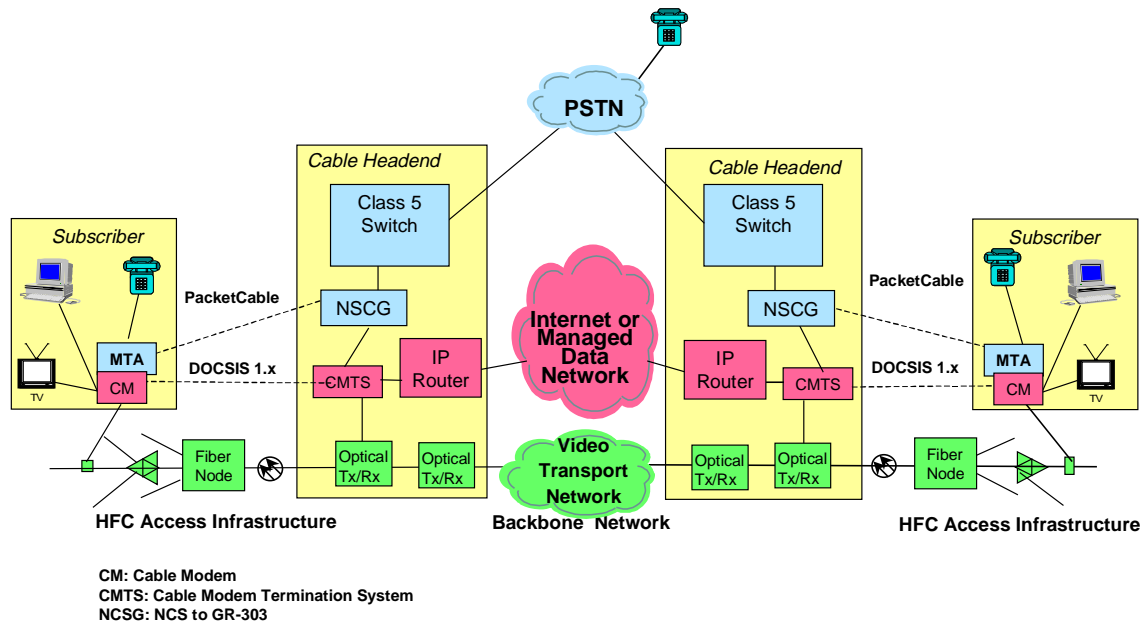 PSTN
Cable Headend
Class 5
Switch
NSCG
IP
Router
CMTS
Optical
Tx/Rx
Optical
Tx/Rx
Subscriber
MTA
CM
TV
PacketCable
DOCSIS 1.x
Fiber
Node
HFC Access Infrastructure
Internet or
Managed
Data
Network
Video
Transport
Network
Backbone Network
Cable Headend
Class 5
Switch
NSCG
IP
Router
CMTS
Optical
Tx/Rx
Optical
Tx/Rx
PacketCable
DOCSIS 1.x
Subscriber
MTA
CM
TV
Fiber
Node
HFC Access Infrastructure
CM: Cable Modem
CMTS: Cable Modem Termination System
NCSG: NCS to GR-303